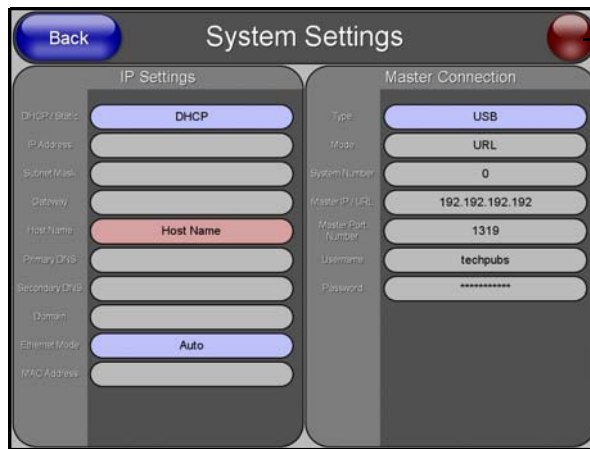 Back
System Settings
IP Settings
DHCP / Static
DHCP
IP Address
Subnet Mask
Gateway
Host Name
Host Name
Primary DNS
Secondary DNS
Domain
Ethernet Mode
Auto
MAC Address
Master Connection
Type
USB
Mode
URL
System Number
0
Master IP / URL
192.192.192.192
Master Port
Number
1319
Username
techpubs
Password
***********